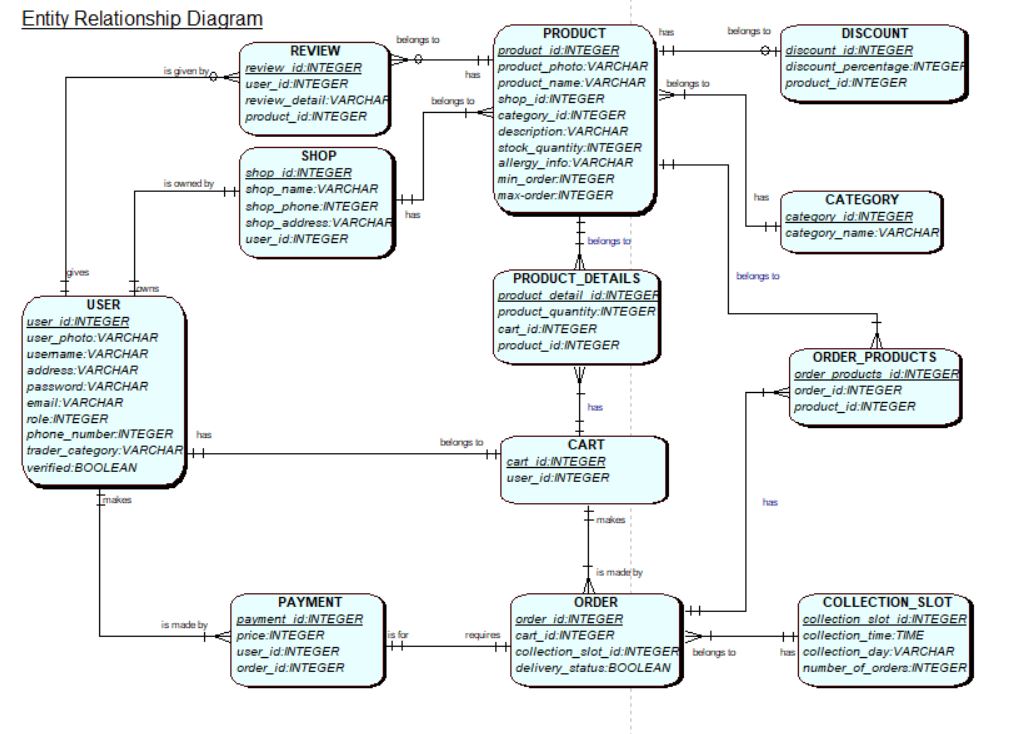 Entity Relationship Diagram
REVIEW
review_id:INTEGER
user_id:INTEGER
review_detail:VARCHAR
product_id:INTEGER
belongs to
has
is given by
PRODUCT
product_id:INTEGER
product_photo:VARCHAR
product_name:VARCHAR
shop_id:INTEGER
category_id:INTEGER
description:VARCHAR
stock_quantity:INTEGER
allergy_info:VARCHAR
min_order:INTEGER
max-order:INTEGER
has
belongs to
DISCOUNT
discount_id:INTEGER
discount_percentage:INTEGER
product_id:INTEGER
belongs to
belongs to
SHOP
shop_id:INTEGER
shop_name:VARCHAR
shop_phone:INTEGER
shop_address:VARCHAR
user_id:INTEGER
is owned by
has
has
CATEGORY
category_id:INTEGER
category_name:VARCHAR
belongs to
belongs to
gives
owns
USER
user_id:INTEGER
user_photo:VARCHAR
username:VARCHAR
address:VARCHAR
password:VARCHAR
email:VARCHAR
role:INTEGER
phone_number:INTEGER
trader_category:VARCHAR
verified:BOOLEAN
PRODUCT_DETAILS
product_detail_id:INTEGER
product_quantity:INTEGER
cart_id:INTEGER
product_id:INTEGER
ORDER_PRODUCTS
order_products_id:INTEGER
order_id:INTEGER
product_id:INTEGER
has
has
belongs to
CART
cart_id:INTEGER
user_id:INTEGER
makes
makes
has
is made by
is made by
PAYMENT
payment_id:INTEGER
price:INTEGER
user_id:INTEGER
order_id:INTEGER
is for
requires
ORDER
order_id:INTEGER
cart_id:INTEGER
collection_slot_id:INTEGER
delivery_status:BOOLEAN
belongs to
has
COLLECTION_SLOT
collection_slot_id:INTEGER
collection_time:TIME
collection_day:VARCHAR
number_of_orders:INTEGER